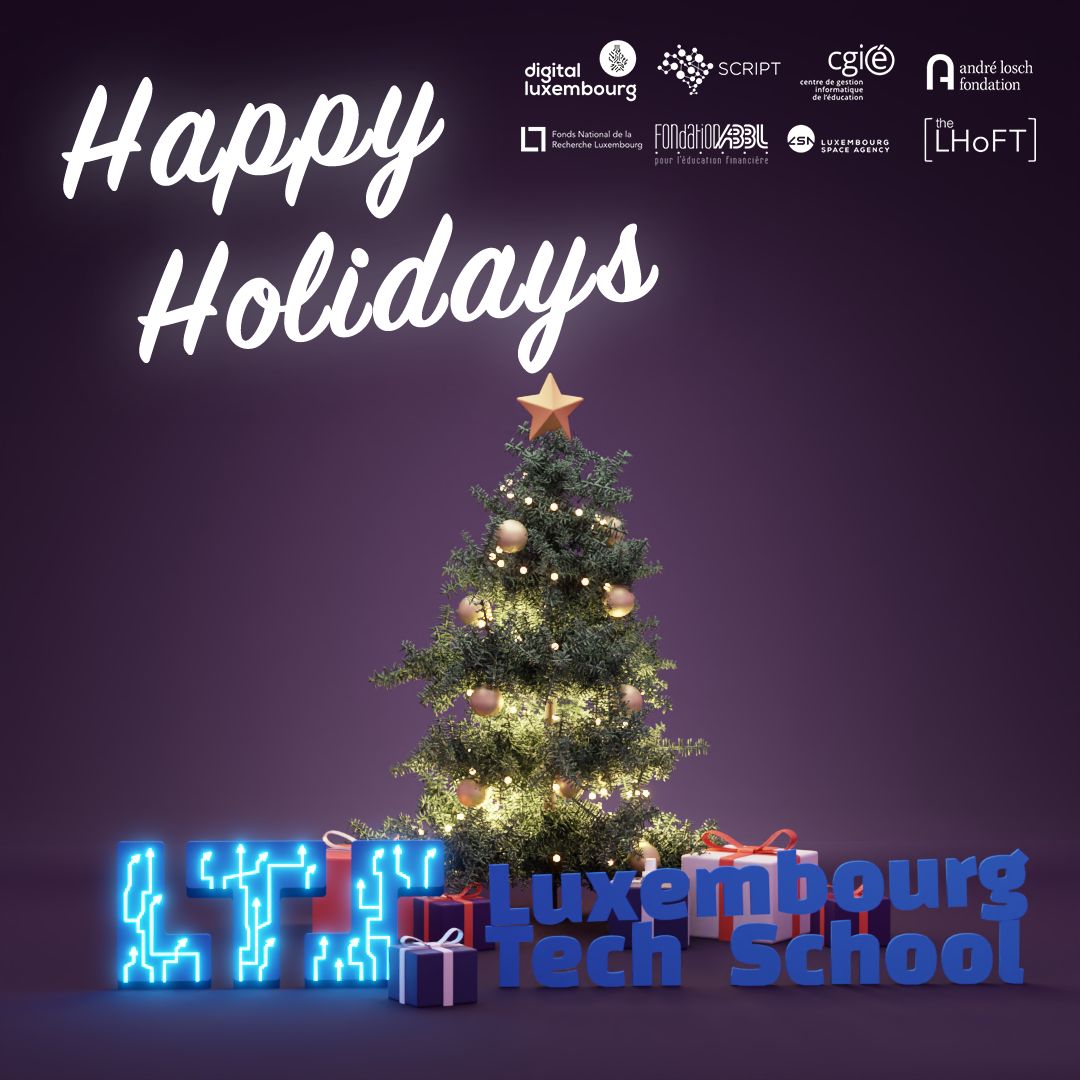 Happy
Holidays
digital
luxembourg
SCRIPT
cgié
centre de gestion
informatique
de l'éducation
andré losch
fondation
Fonds National de la
Recherche Luxembourg
FONDATION ABBL
pour l'éducation financière
LSA
LUXEMBOURG
SPACE AGENCY
[the
LHoFT]
LTS
Luxembourg
Tech School